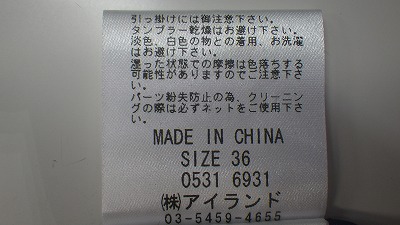 引っ掛けには御注意下さい。
タンブラー乾燥はお避け下さい。
淡色、白色の物との着用、お洗濯
はお避け下さい。
湿った状態での摩擦は色落ちする
可能性がありますのでご注意下さ
い。
パーツ紛失防止の為、クリーニン
グの際は必ずネットをご使用下さ
い。
MADE IN CHINA
SIZE 36
0531 6931
㈱アイランド
03-5459-4655